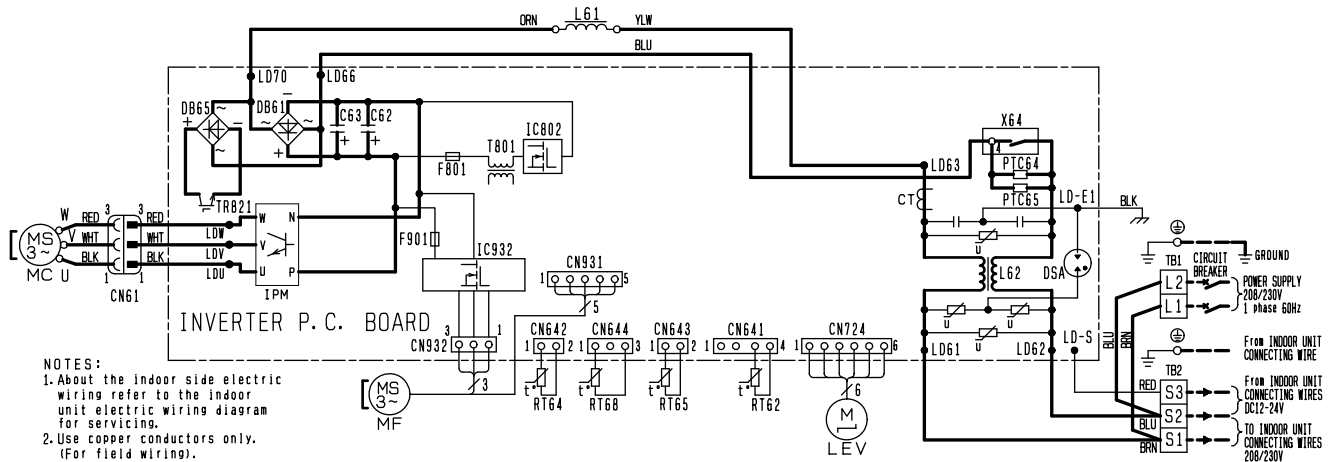 L61
ORN
YLW
BLU
LD70
LD66
DB65
DB61
C63
C62
IC802
T801
F801
X64
4
LD63
PTC64
PTC65
LD-E1
BLK
CT
TR821
W
RED
3
3
RED
LDW
W
N
V
WHT
WHT
LDV
V
F901
IC932
MS
3~
MC
U
BLK
BLK
LDU
U
P
1
1
CN61
IPM
INVERTER P.C. BOARD
CN931
1
5
5
L62
DSA
U
U
U
U
GROUND
TB1
CIRCUIT
BREAKER
L2
L1
POWER SUPPLY
208/230V
1 phase 60Hz
3
1
CN932
3
CN642
1
2
CN644
1
3
CN643
1
2
CN641
1
4
CN724
1
6
LD61
LD62
LD-S
BLU
BRN
From INDOOR UNIT
CONNECTING WIRE
TB2
t°
RT64
t°
RT68
t°
RT65
t°
RT62
6
M
LEV
MS
3~
MF
RED
S3
From INDOOR UNIT
CONNECTING WIRES
DC12-24V
BLU
S2
BRN
S1
TO INDOOR UNIT
CONNECTING WIRES
208/230V
NOTES:
1. About the indoor side electric
wiring refer to the indoor
unit electric wiring diagram
for servicing.
2. Use copper conductors only.
(For field wiring).